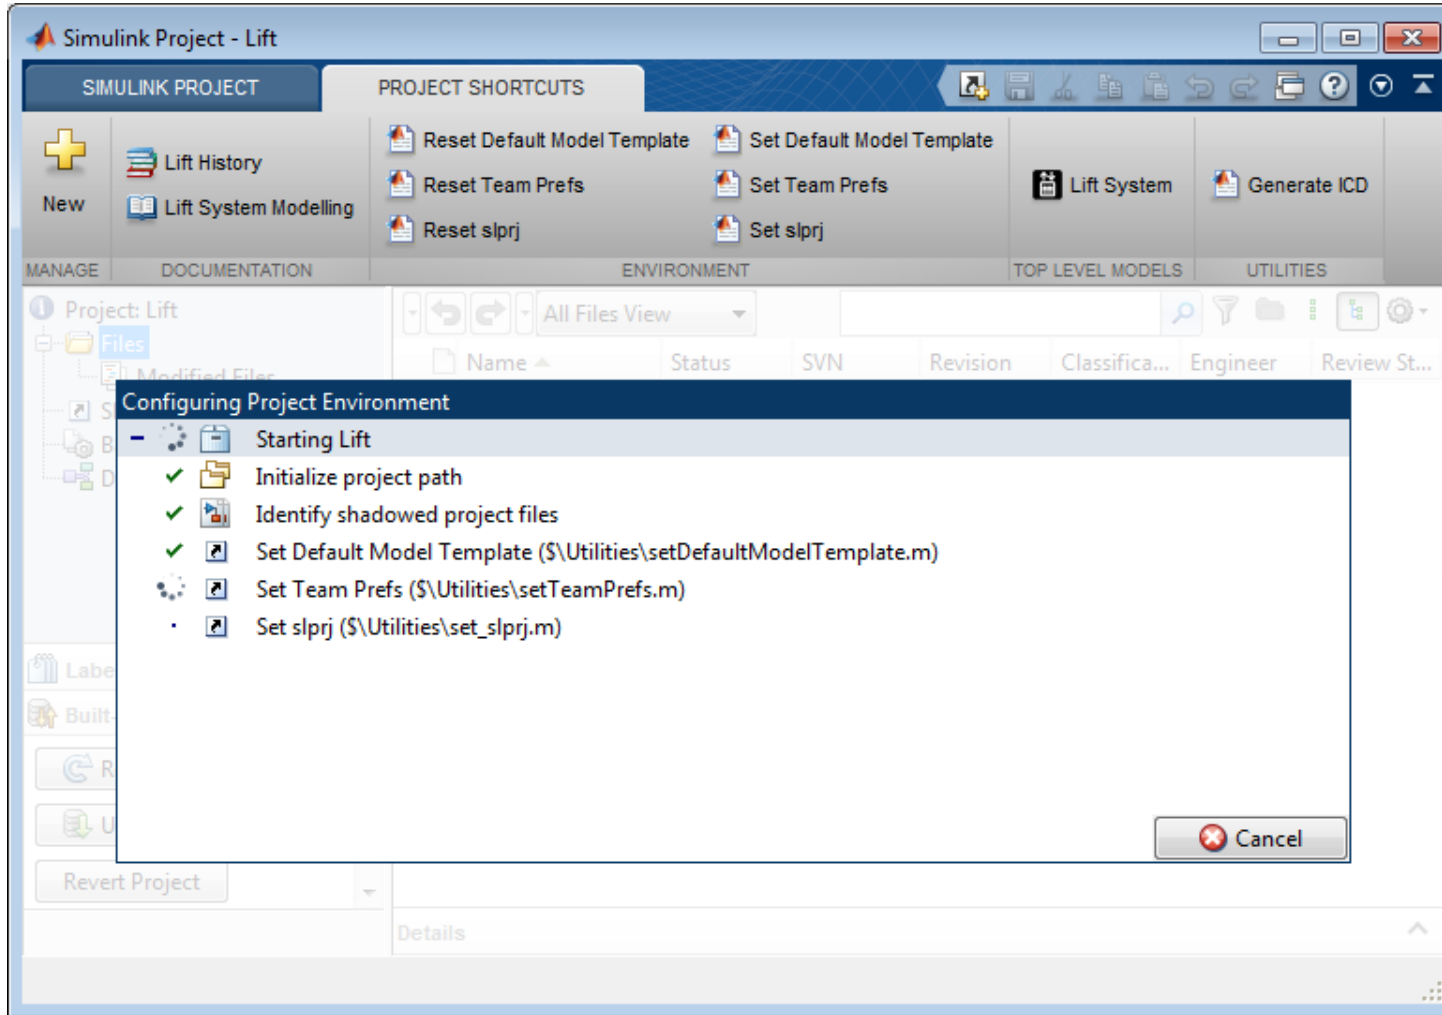 Simulink Project - Lift
SIMULINK PROJECT
PROJECT SHORTCUTS
New
Lift History
Lift System Modelling
Reset Default Model Template
Reset Team Prefs
Reset slprj
Set Default Model Template
Set Team Prefs
Set slprj
Lift System
Generate ICD
MANAGE
DOCUMENTATION
ENVIRONMENT
TOP LEVEL MODELS
UTILITIES
Project: Lift
Files
Modified Files
All Files View
Name
Status
SVN
Revision
Classifica...
Engineer
Review St...
Configuring Project Environment
Starting Lift
Initialize project path
Identify shadowed project files
Set Default Model Template ($\Utilities\setDefaultModelTemplate.m)
Set Team Prefs ($\Utilities\setTeamPrefs.m)
Set slprj ($\Utilities\set_slprj.m)
Cancel
Revert Project
Details